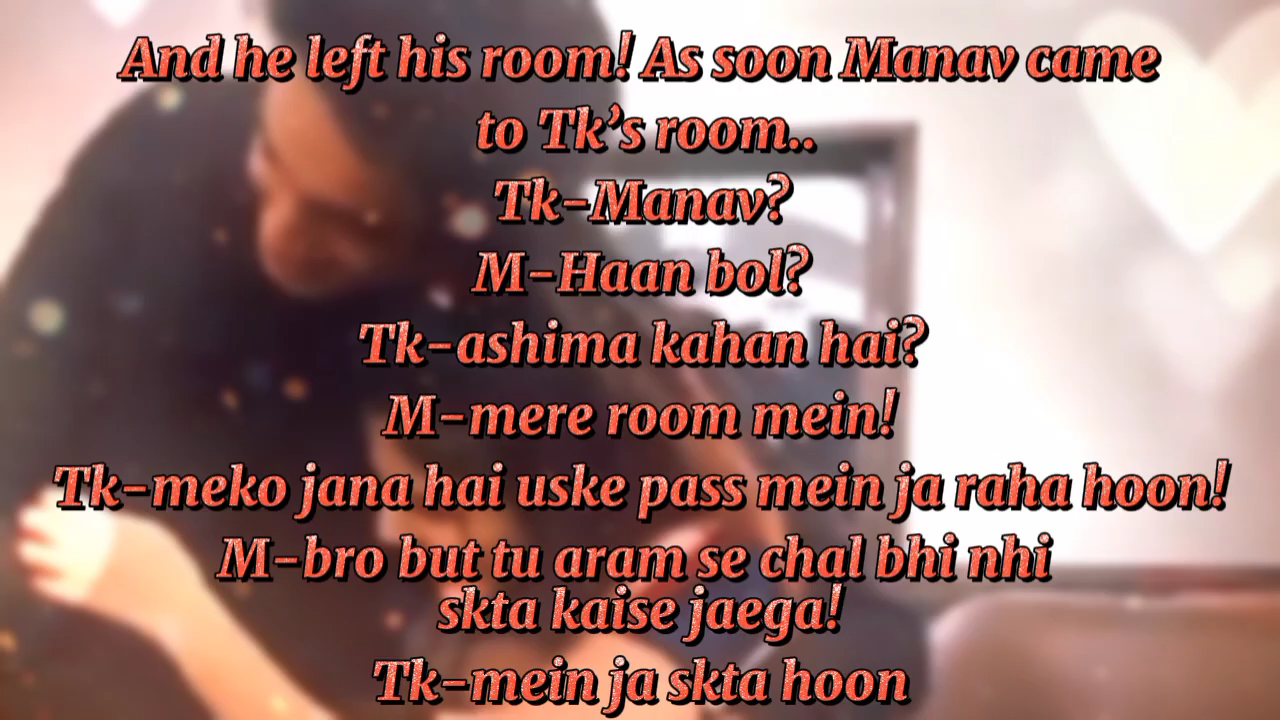 And he left his room! As soon Manav came
to Tk’s room..
Tk-Manav?
M-Haan bol?
Tk-ashima kahan hai?
M-mere room mein!
Tk-meko jana hai uske pass mein ja raha hoon!
M-bro but tu aram se chal bhi nhi
skta kaise jaega!
Tk-mein ja skta hoon